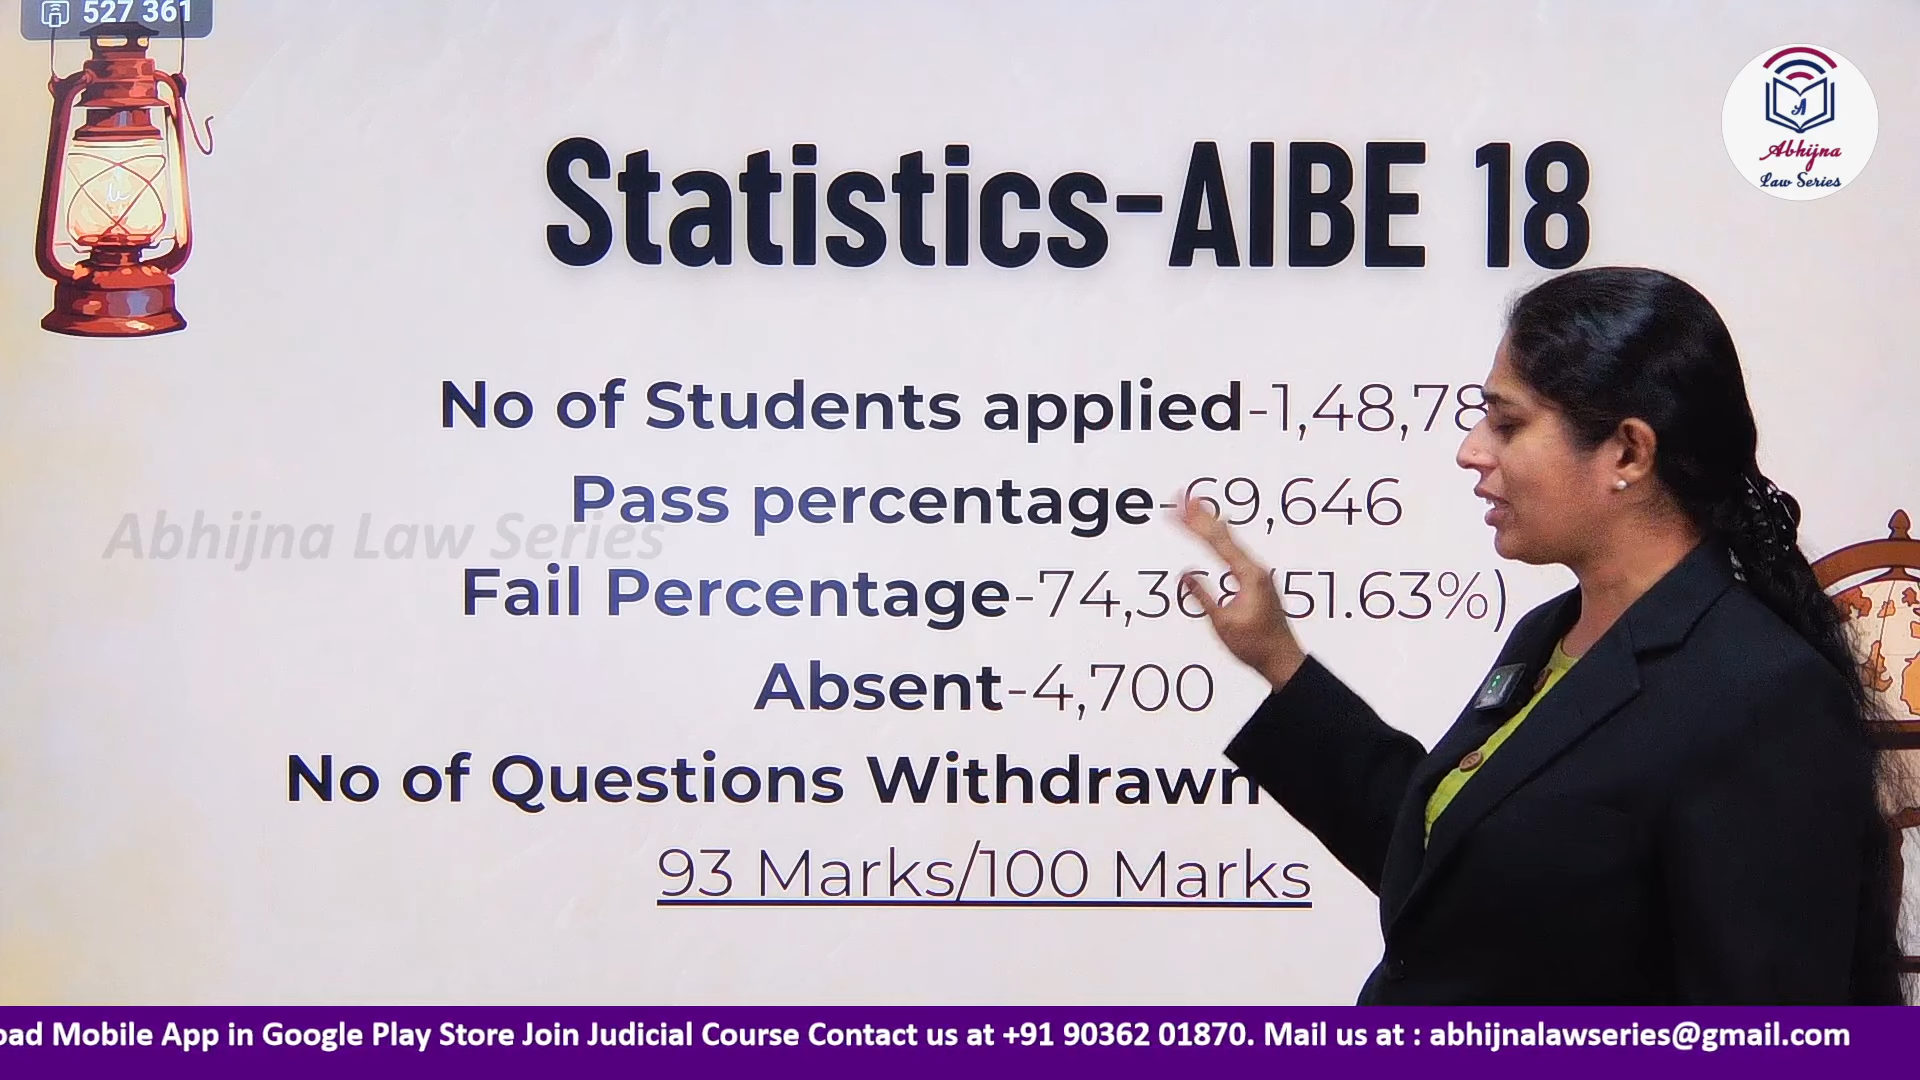 527 361
Abhijna
Law Series
Statistics-AIBE 18
No of Students applied-1,48,78
Pass percentage-69,646
Abhijna Law Series
Fail Percentage-74,368(51.63%)
Absent-4,700
No of Questions Withdrawn
93 Marks/100 Marks
oad Mobile App in Google Play Store Join Judicial Course Contact us at +91 90362 01870. Mail us at : abhijnalawseries@gmail.com